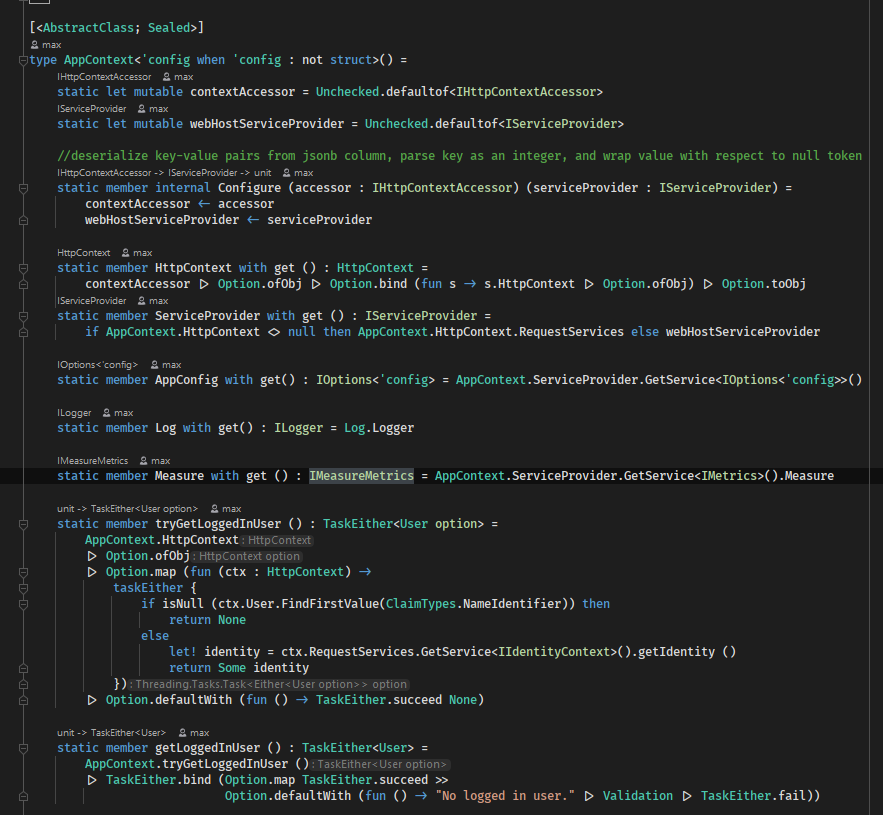 [<AbstractClass; Sealed>]
max
type AppContext<'config when 'config : not struct>() =
IHttpContextAccessor max
static let mutable contextAccessor = Unchecked.defaultof<IHttpContextAccessor>
IServiceProvider max
static let mutable webHostServiceProvider = Unchecked.defaultof<IServiceProvider>
//deserialize key-value pairs from jsonb column, parse key as an integer, and wrap value with respect to null token
IHttpContextAccessor -> IServiceProvider -> unit max
static member internal Configure (accessor : IHttpContextAccessor) (serviceProvider : IServiceProvider) =
contextAccessor <- accessor
webHostServiceProvider <- serviceProvider
HttpContext max
static member HttpContext with get () : HttpContext =
contextAccessor |> Option.ofObj |> Option.bind (fun s -> s.HttpContext |> Option.ofObj) |> Option.toObj
IServiceProvider max
static member ServiceProvider with get () : IServiceProvider =
if AppContext.HttpContext <> null then AppContext.HttpContext.RequestServices else webHostServiceProvider
IOptions<'config> max
static member AppConfig with get() : IOptions<'config> = AppContext.ServiceProvider.GetService<IOptions<'config>>()
ILogger max
static member Log with get() : ILogger = Log.Logger
IMeasureMetrics max
static member Measure with get () : IMeasureMetrics = AppContext.ServiceProvider.GetService<IMetrics>().Measure
unit -> TaskEither<User option> max
static member tryGetLoggedInUser () : TaskEither<User option> =
AppContext.HttpContext : HttpContext
|> Option.ofObj : HttpContext option
|> Option.map (fun (ctx : HttpContext) ->
taskEither {
if isNull (ctx.User.FindFirstValue(ClaimTypes.NameIdentifier)) then
return None
else
let! identity = ctx.RequestServices.GetService<IIdentityContext>().getIdentity ()
return Some identity
}) : Threading.Tasks.Task<Either<User option>> option
|> Option.defaultWith (fun () -> TaskEither.succeed None)
unit -> TaskEither<User> max
static member getLoggedInUser () : TaskEither<User> =
AppContext.tryGetLoggedInUser () : TaskEither<User option>
|> TaskEither.bind (Option.map TaskEither.succeed >>
Option.defaultWith (fun () -> "No logged in user." |> Validation |> TaskEither.fail))